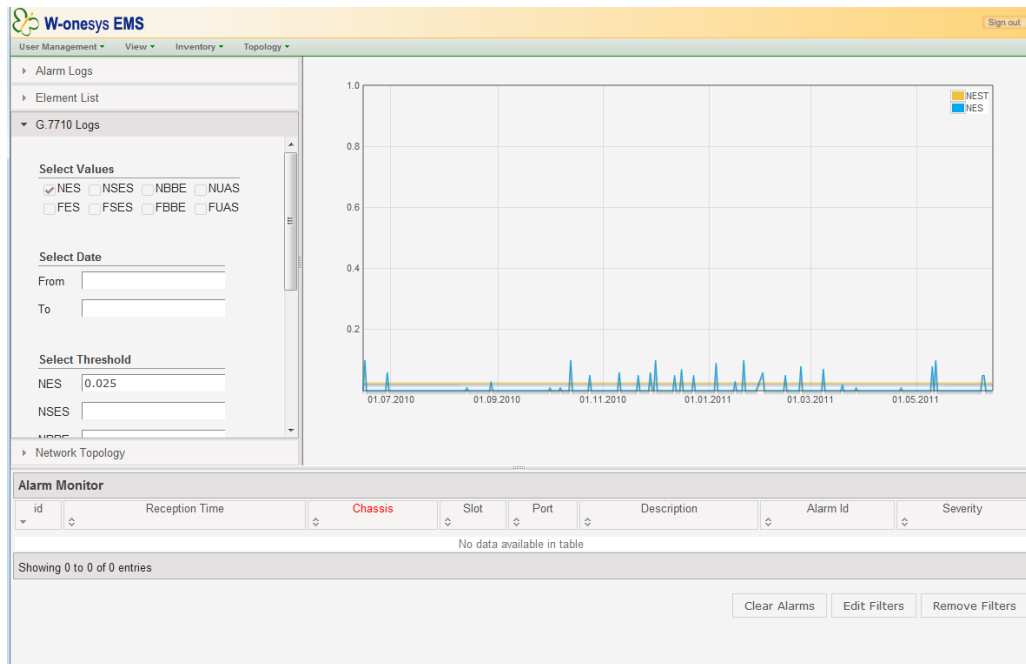 W-onesys EMS
Sign out
User Management View Inventory Topology
Alarm Logs
Element List
G.7710 Logs
Select Values
NES NSES NBBE NUAS
FES FSES FBBE FUAS
Select Date
From
To
Select Threshold
NES 0.025
NSES
NBBE
Network Topology
1.0
0.8
0.6
0.4
0.2
NEST
NES
01.07.2010 01.09.2010 01.11.2010 01.01.2011 01.03.2011 01.05.2011
Alarm Monitor
id Reception Time Chassis Slot Port Description Alarm Id Severity
No data available in table
Showing 0 to 0 of 0 entries
Clear Alarms Edit Filters Remove Filters